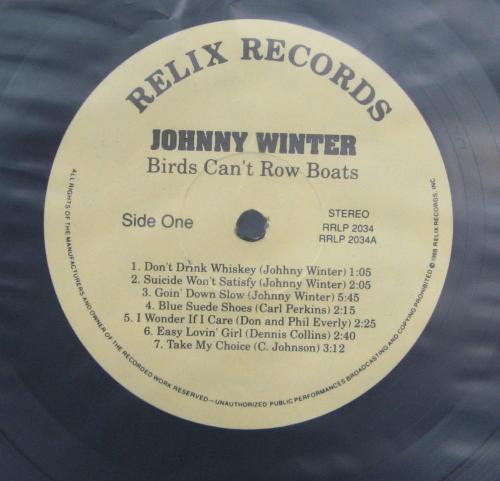 RELIX RECORDS
JOHNNY WINTER
Birds Can't Row Boats
Side One
STEREO
RRLP 2034
RRLP 2034A
1. Don't Drink Whiskey (Johhny Winter) 1:05
2. Suicide Won't Satisfy (Johnny Winter) 2:05
3. Goin' Down Slow (Johnny Winter) 5:45
4. Blue Suede Shoes (Carl Perkins) 2:15
5. I Wonder If I Care (Don and Phil Everly) 2:25
6. Easy Lovin' Girl (Dennis Collins) 2:40
7. Take My Choice (C. Johnson) 3:12
ALL RIGHTS OF THE MANUFACTURERS AND OWNER OF THE RECORDED WORK RESERVED—UNAUTHORIZED PUBLIC PERFORMANCES BROADCASTING AND COPYING PROHIBITED © 1988 RELIX RECORDS, INC.